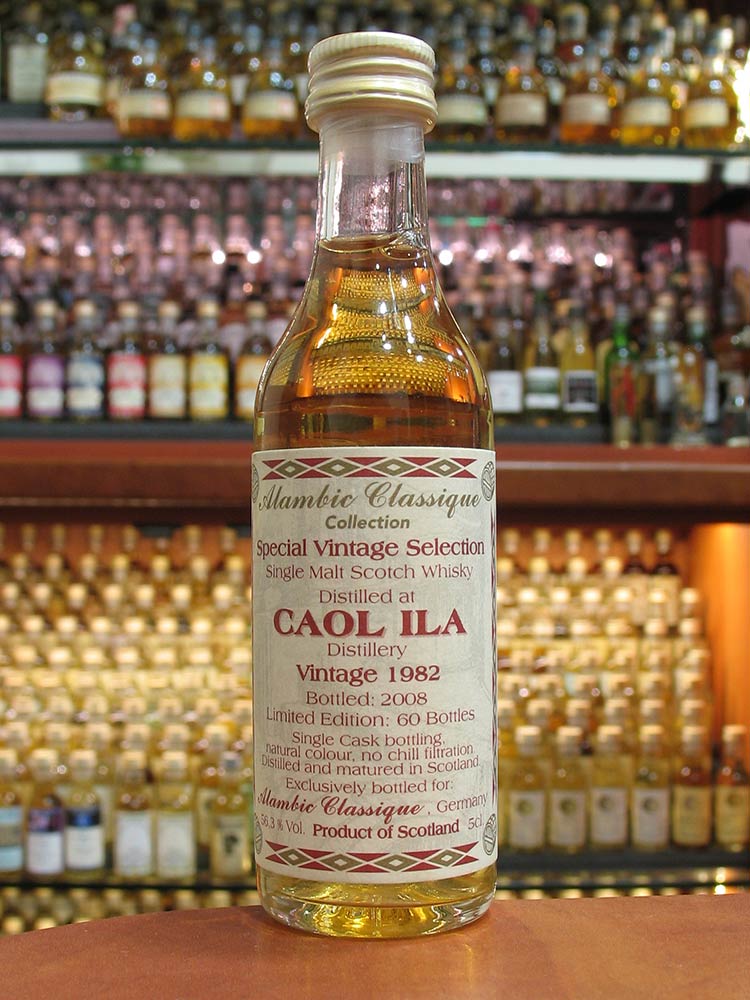 Alambic Classique
Collection
Special Vintage Selection
Single Malt Scotch Whisky
Distilled at
CAOL ILA
Distillery
Vintage 1982
Bottled: 2008
Limited Edition: 60 Bottles
Single Cask bottling,
natural colour, no chill filtration.
Distilled and matured in Scotland.
Exclusively bottled for:
Alambic Classique, Germany
56,3 % Vol. Product of Scotland 5cl